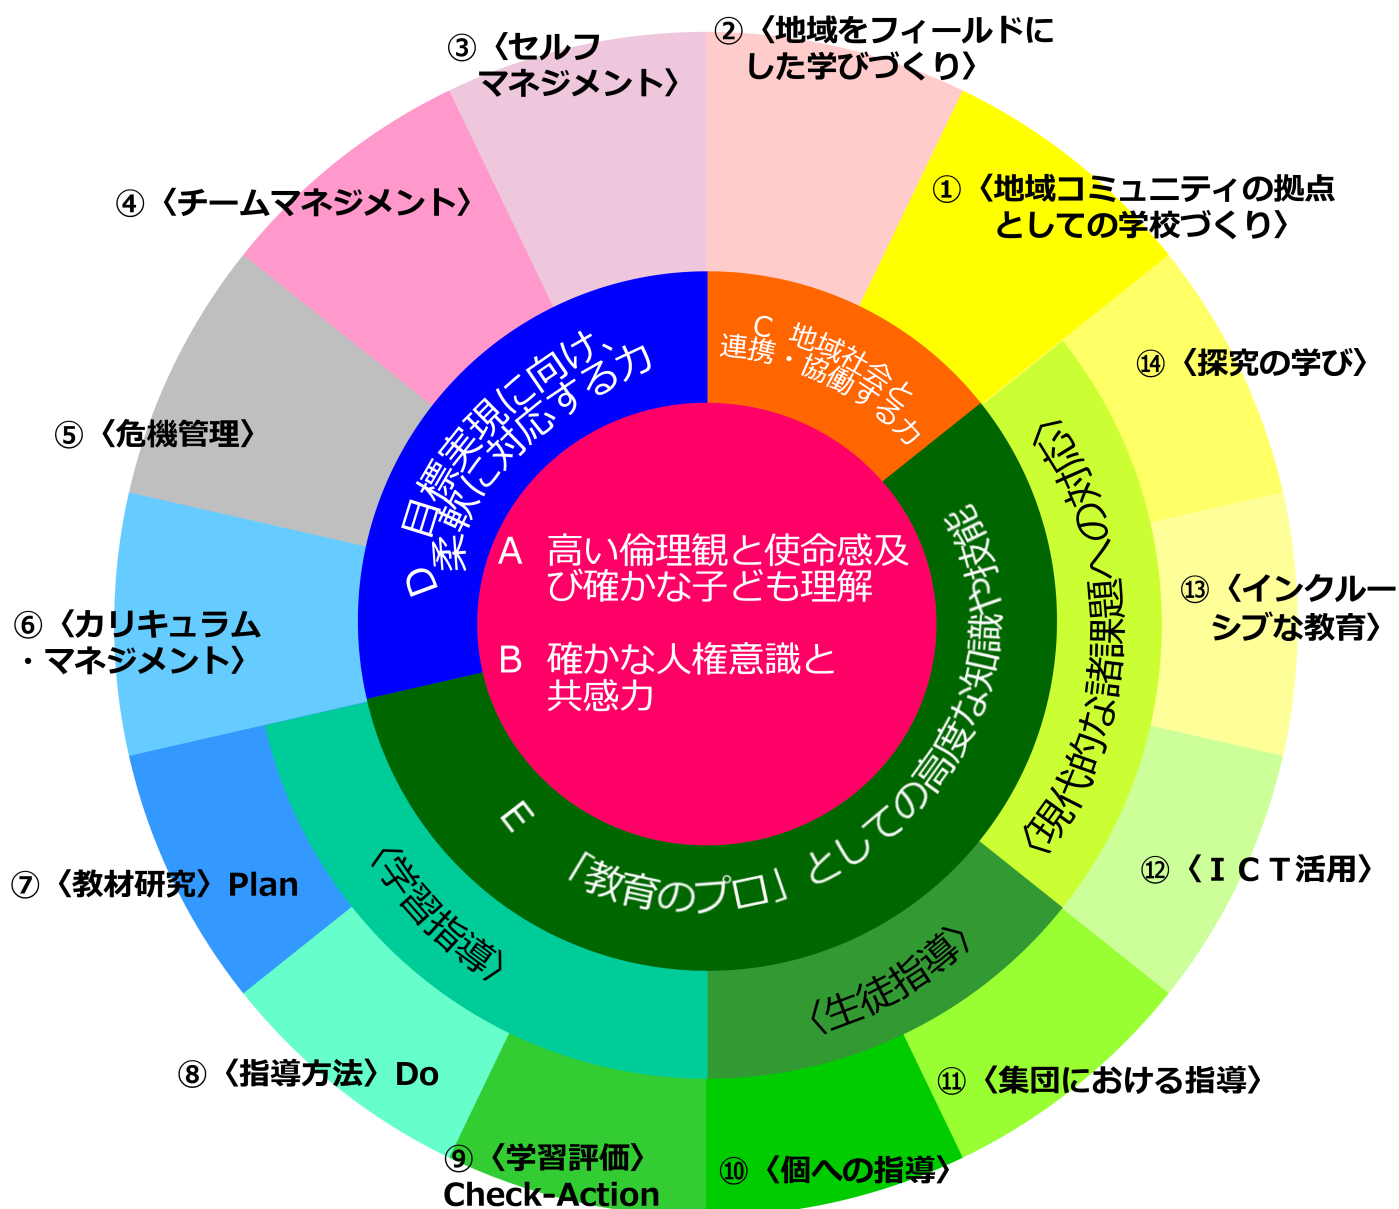 ②〈地域をフィールドに
した学びづくり〉
③〈セルフ
マネジメント〉
①〈地域コミュニティの拠点
としての学校づくり〉
④〈チームマネジメント〉
⑭〈探究の学び〉
⑤〈危機管理〉
⑬〈インクルー
シブな教育〉
⑥〈カリキュラム
・マネジメント〉
⑫〈ＩＣＴ活用〉
⑦〈教材研究〉Plan
⑧〈指導方法〉Do
⑪〈集団における指導〉
⑨〈学習評価〉
Check-Action
⑩〈個への指導〉
C 地域社会と
連携・協働する力
D 目標実現に向け、
柔軟に対応する力
A 高い倫理観と使命感及
び確かな子ども理解
B 確かな人権意識と
共感力
E 「教育のプロ」としての高度な知識や技能
〈現代的な諸課題への対応〉
〈学習指導〉
〈生徒指導〉